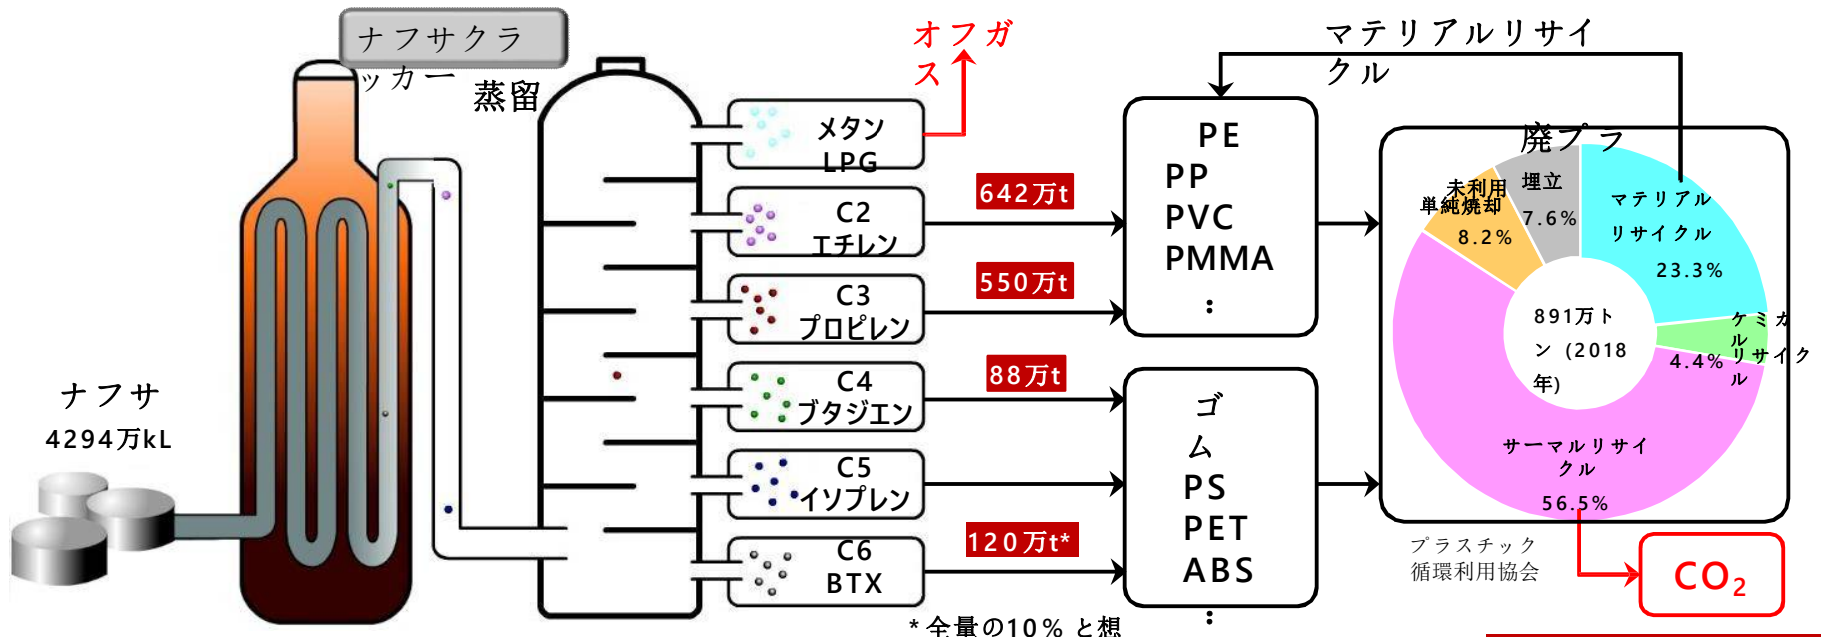 ナフサクラ
ッカー
蒸留
オフガ
ス
マテリアルリサイ
クル
ナフサ
4294万kL
メタン
LPG
C2
エチレン
C3
プロピレン
C4
ブタジエン
C5
イソプレン
C6
BTX
642万t
550万t
88万t
120万t*
*全量の10%と想
PE
PP
PVC
PMMA
:
ゴ
ム
PS
PET
ABS
:
廃プラ
埋立
7.6%
未利用
単純焼却
8.2%
マテリアル
リサイクル
23.3%
ケミカ
ル
リサイク
ル
4.4%
891万ト
ン (2018
年)
サーマルリサイ
クル
56.5%
プラスチック
循環利用協会
CO₂